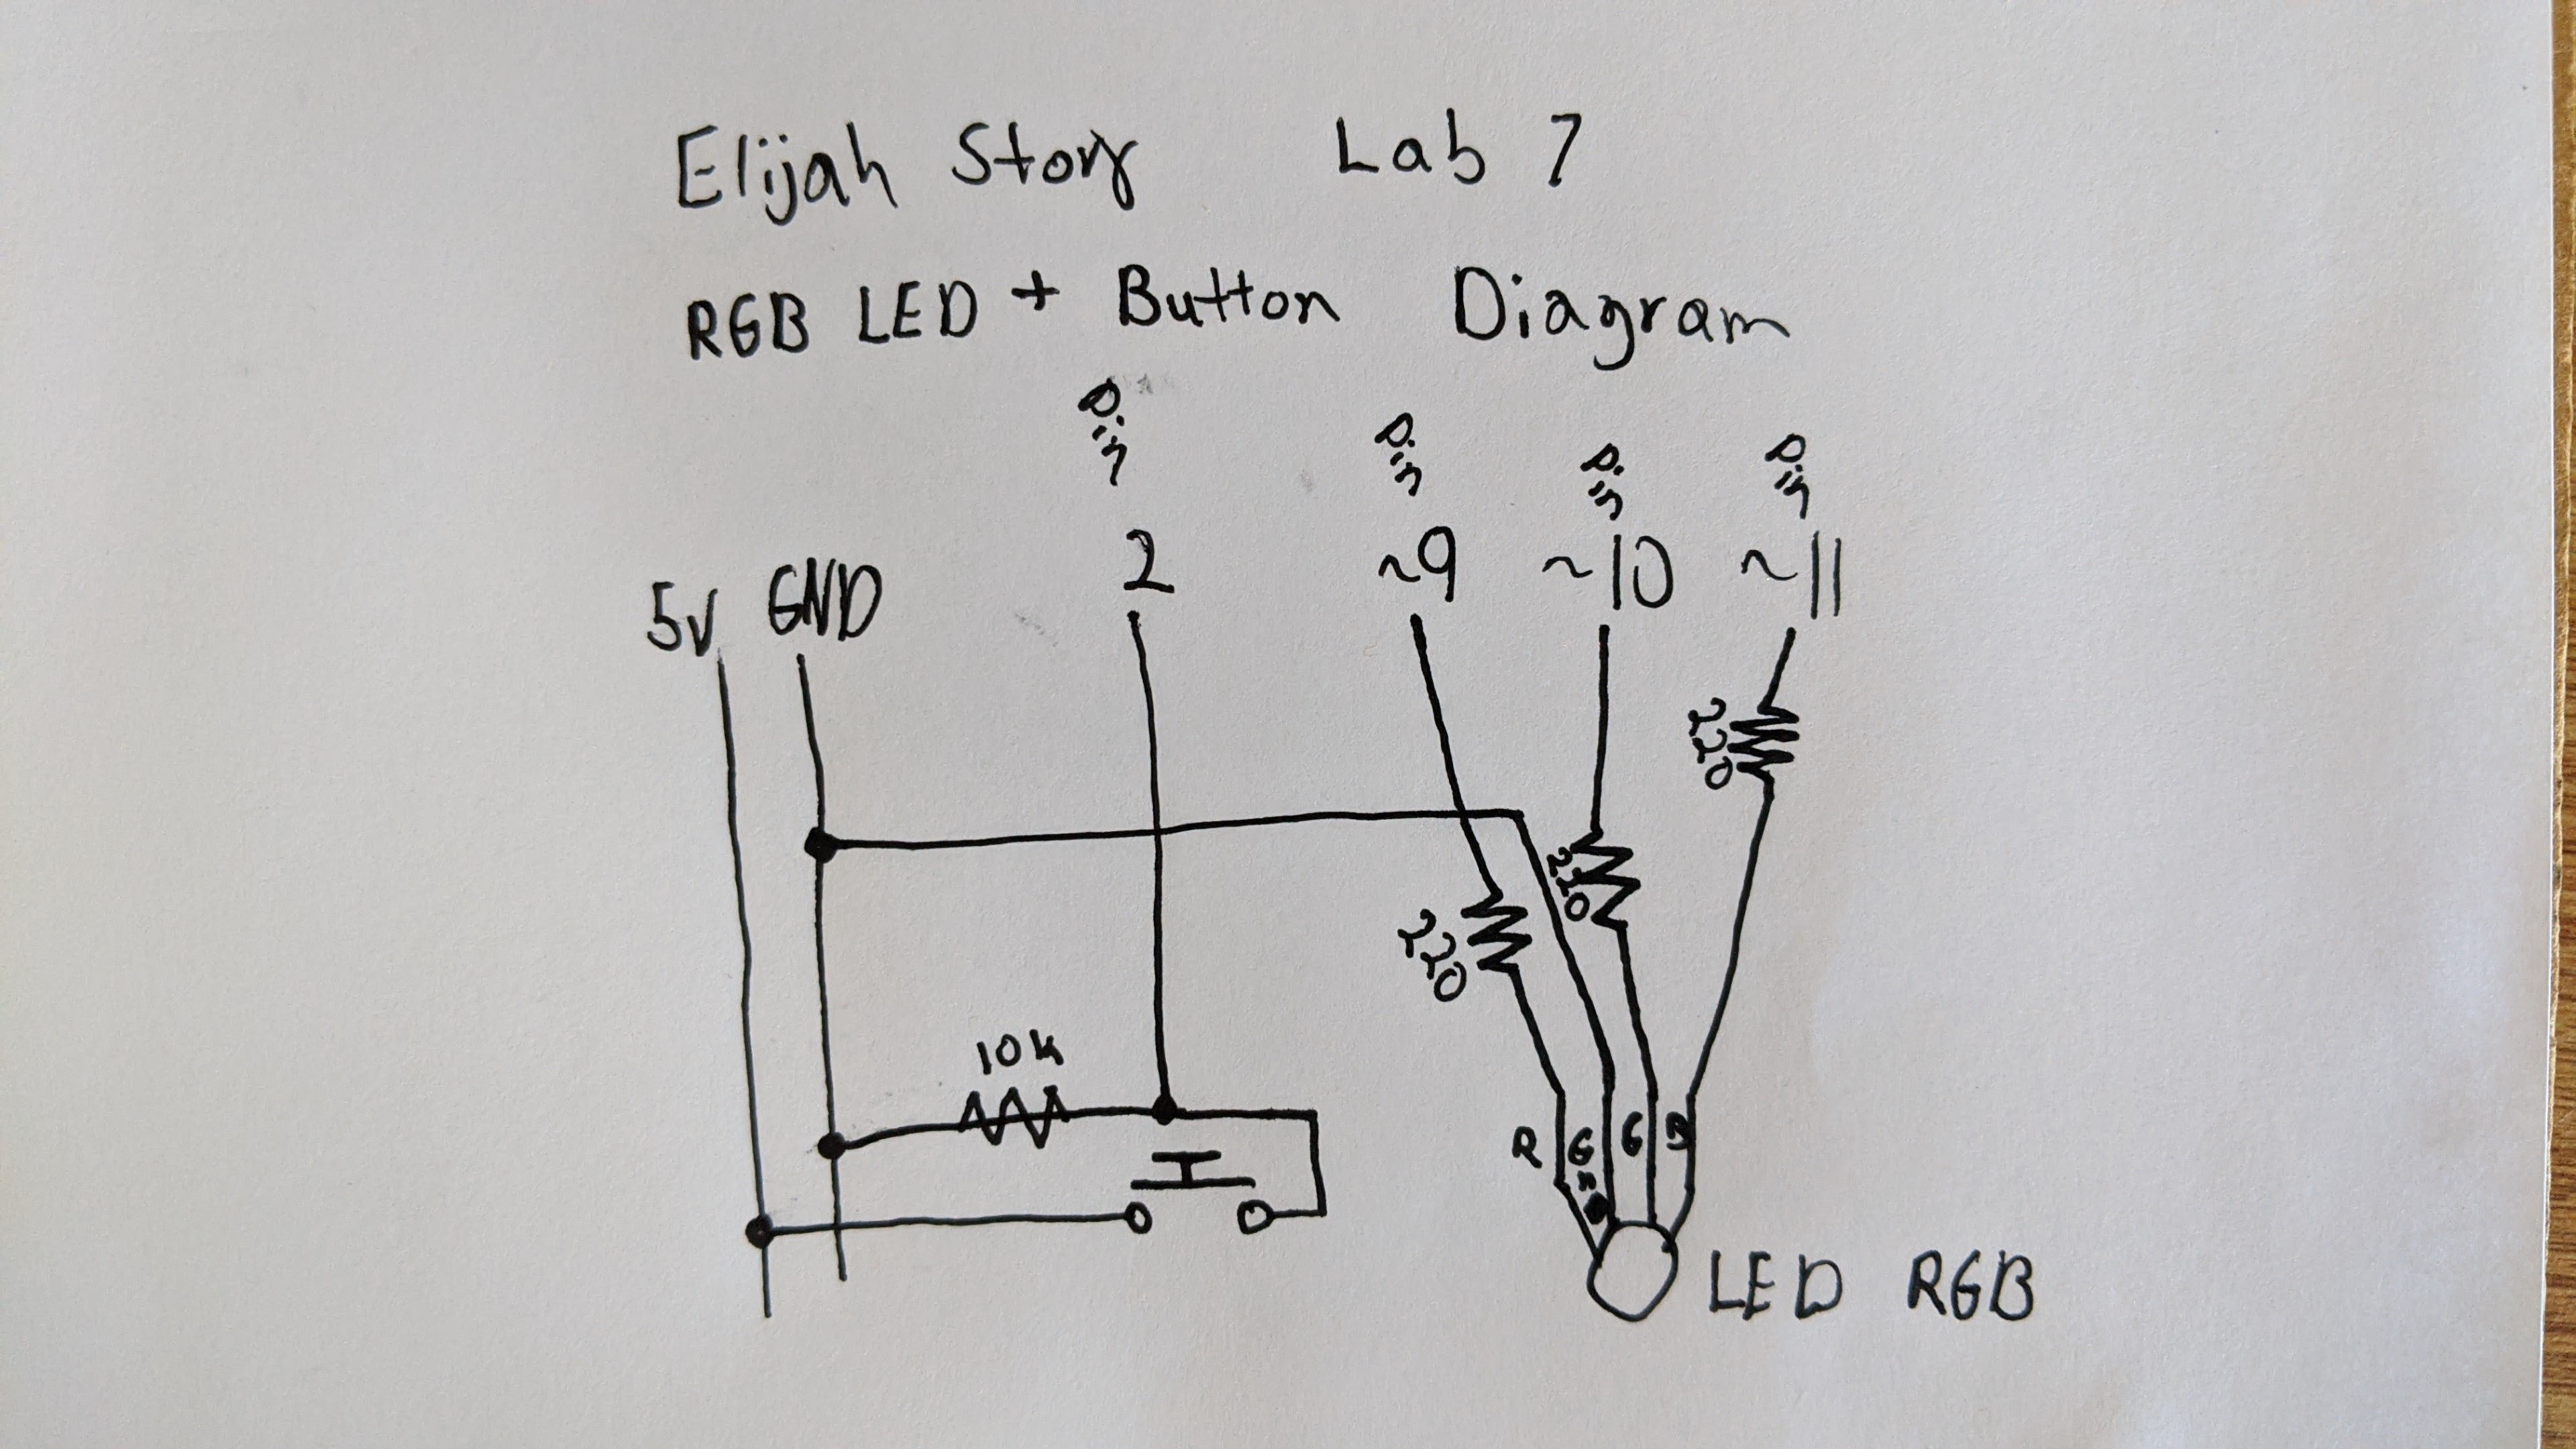 Elijah Story Lab 7
RGB LED + Button Diagram
Pin Pin Pin Pin
5V GND 2 ~9 ~10 ~11
220
220
220
10k
R G G B
LED RGB